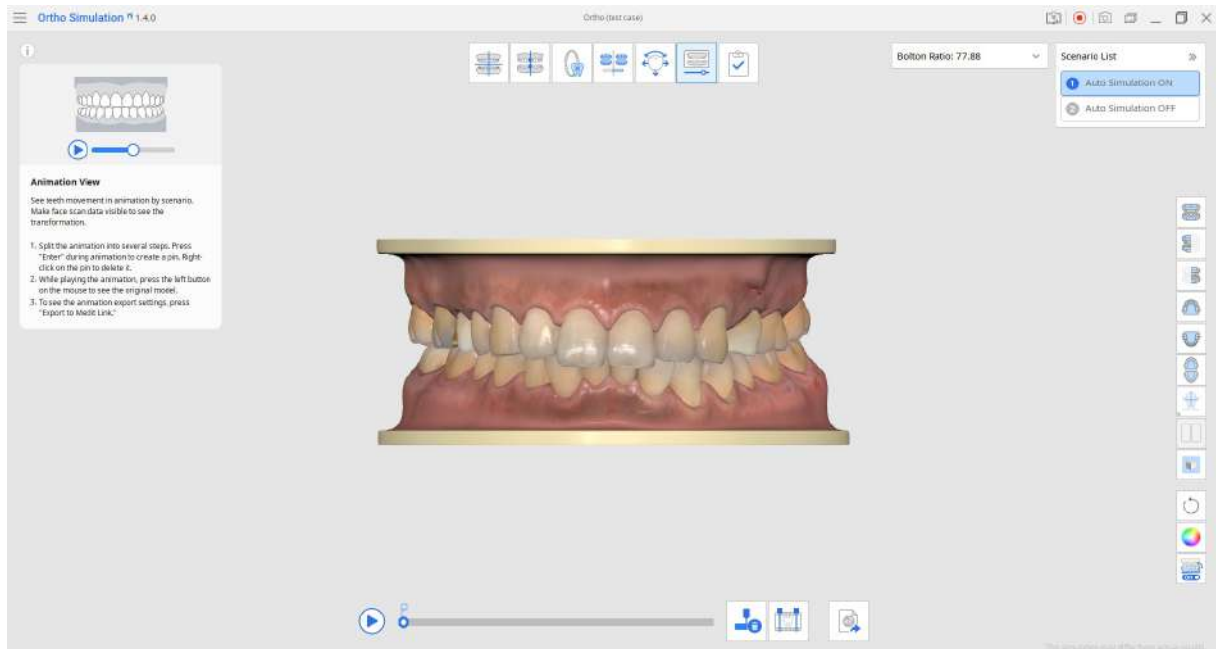 Ortho Simulation 1.4.0
Ortho (test case)
Bolton Ratio: 77.88
Scenario List
1 Auto Simulation ON
2 Auto Simulation OFF
Animation View
See teeth movement in animation by scenario.
Make face scan data visible to see the
transformation.
1. Split the animation into several steps. Press
"Enter" during animation to create a pin. Right-
click on the pin to delete it.
2. While playing the animation, press the left button
on the mouse to see the original model.
3. To see the animation export settings, press
"Export to Medit Link."